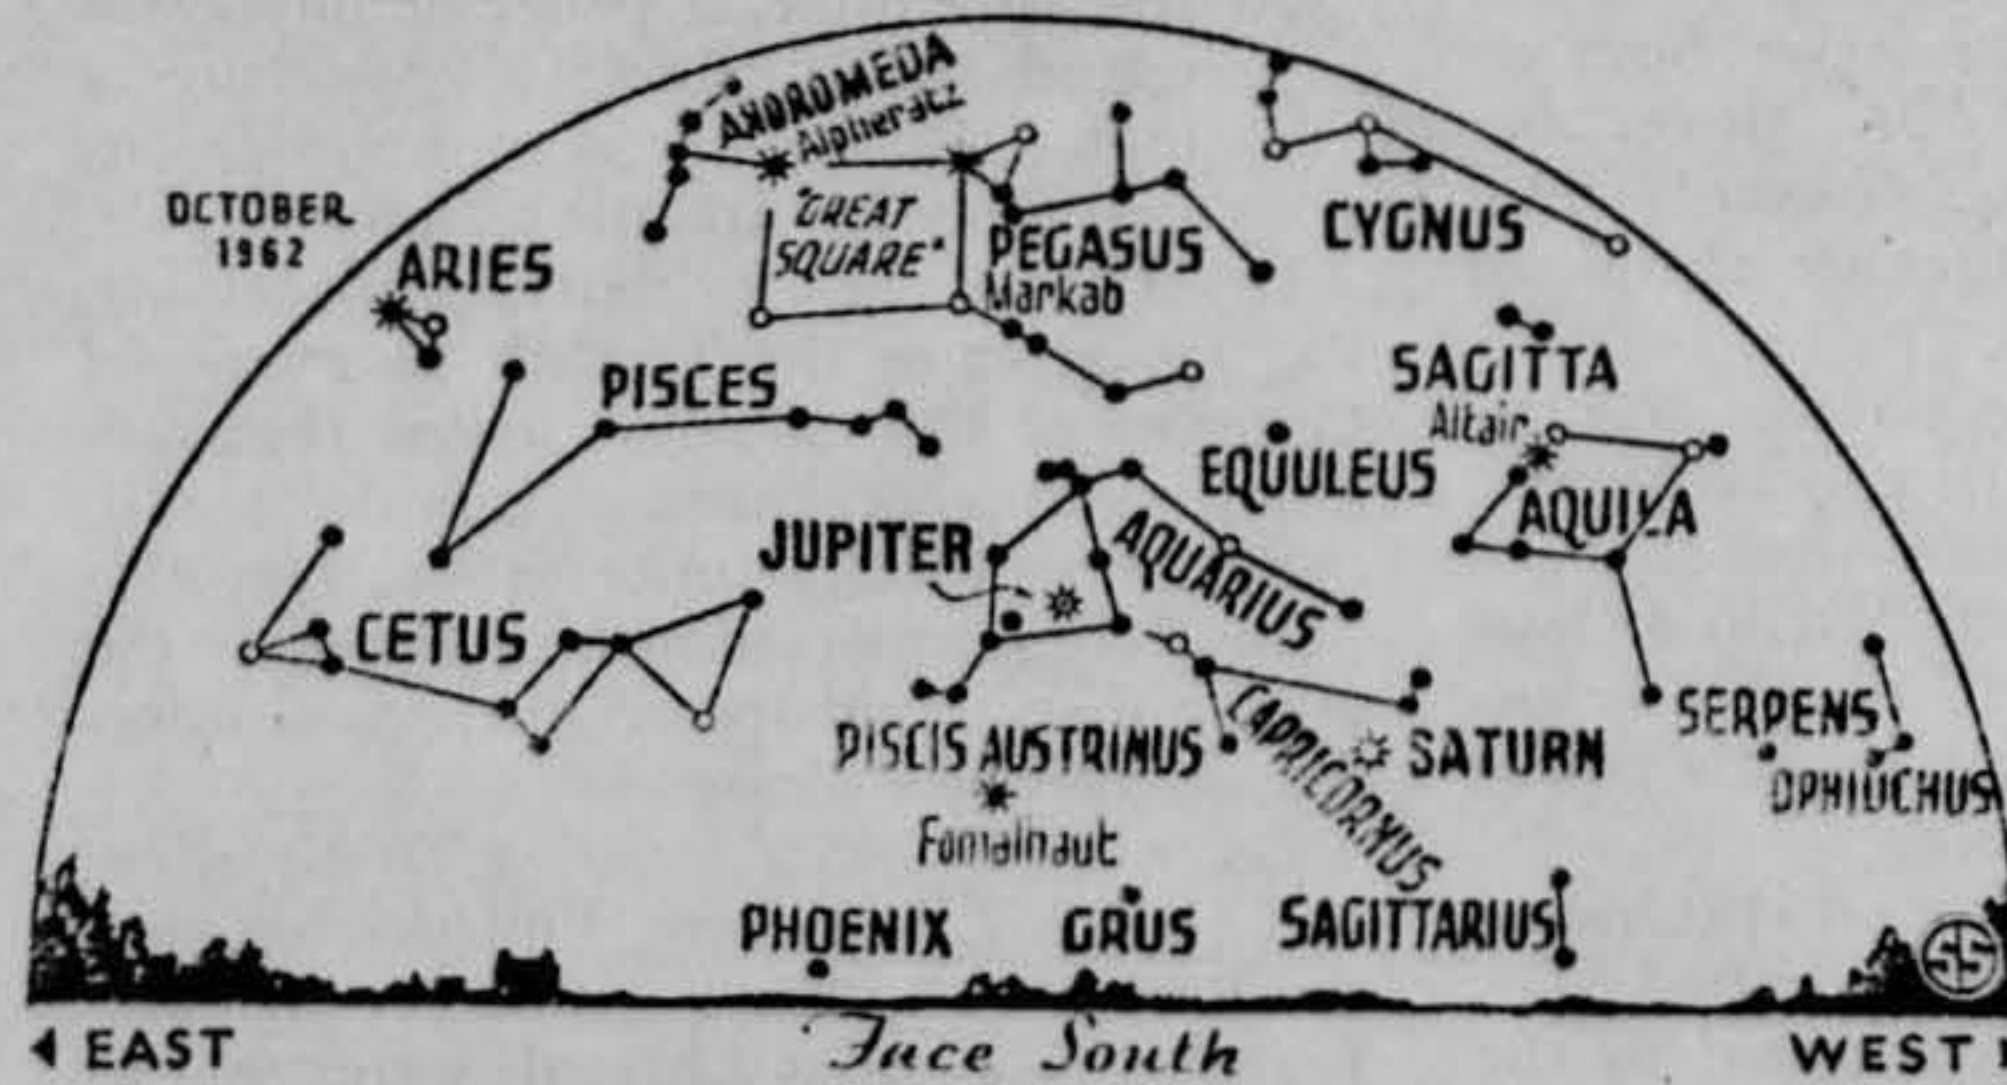 ANDROMEDA
Alpheratz
OCTOBER
1962
ARIES
"GREAT
SQUARE"
PEGASUS
Markab
CYGNUS
SAGITTA
PISCES
Altair
EQUULEUS
AQUILA
JUPITER
AQUARIUS
CETUS
CAPRICORNUS
SERPENS
PISCIS AUSTRINUS
SATURN
OPHIUCHUS
Fomalhaut
PHOENIX
GRUS
SAGITTARIUS
SS
EAST
Face South
WEST